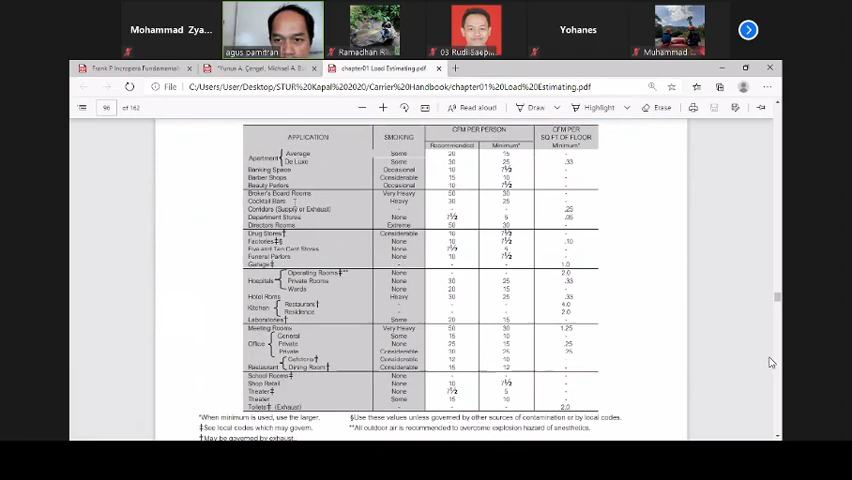 Mohammad Zya...
agus pamitran
Ramadhan R
03 Rudi Saep...
Yohanes
Muhammad
Frank P Incropera Fundamental
"Yunus A. Çengel, Michael A. B
chapter01 Load Estimating.pdf
File
C:/Users/User/Desktop/STUR%20Kapal%202020/Carrier%20Handbook/chapter01%20Load%20Estimating.pdf
96 of 162
Read aloud
Draw
Highlight
Erase
APPLICATION SMOKING CFM PER PERSON CFM PER SQ FT OF FLOOR
Recommended Minimum* Minimum*
Apartment Average Some 20 15 -
De Luxe Some 30 25 .33
Banking Space Occasional 10 7½ -
Barber Shops Considerable 15 10 -
Beauty Parlors Occasional 10 7½ -
Broker's Board Rooms Very Heavy 50 30 -
Cocktail Bars Heavy 30 25 -
Corridors (Supply or Exhaust) - - - .25
Department Stores None 7½ 5 .05
Directors Rooms Extreme 50 30 -
Drug Stores† Considerable 10 7½ -
Factories‡§ None 10 7½ .10
Five and Ten Cent Stores None 7½ 5 -
Funeral Parlors None 10 7½ -
Garage‡ - - - 1.0
Hospitals Operating Rooms‡** None - - 2.0
Private Rooms None 30 25 .33
Wards None 20 15 -
Hotel Roms Heavy 30 25 .33
Kitchen Restaurant† - - 4.0
Residence - - 2.0
Laboratories† Some 20 15 -
Meeting Rooms Very Heavy 50 30 1.25
Office General Some 15 10 -
Private None 25 15 .25
Private Considerable 30 25 .25
Restaurant Cafeteria† Considerable 12 10 -
Dining Room† Considerable 15 12 -
School Rooms‡ None - - -
Shop Retail None 10 7½ -
Theater‡ None 7½ 5 -
Theater Some 15 10 -
Toilets‡ (Exhaust) - - - 2.0
*When minimum is used, use the larger. §Use these values unless governed by other sources of contamination or by local codes.
‡See local codes which may govern. **All outdoor air is recommended to overcome explosion hazard of anesthetics.
†May be governed by exhaust.